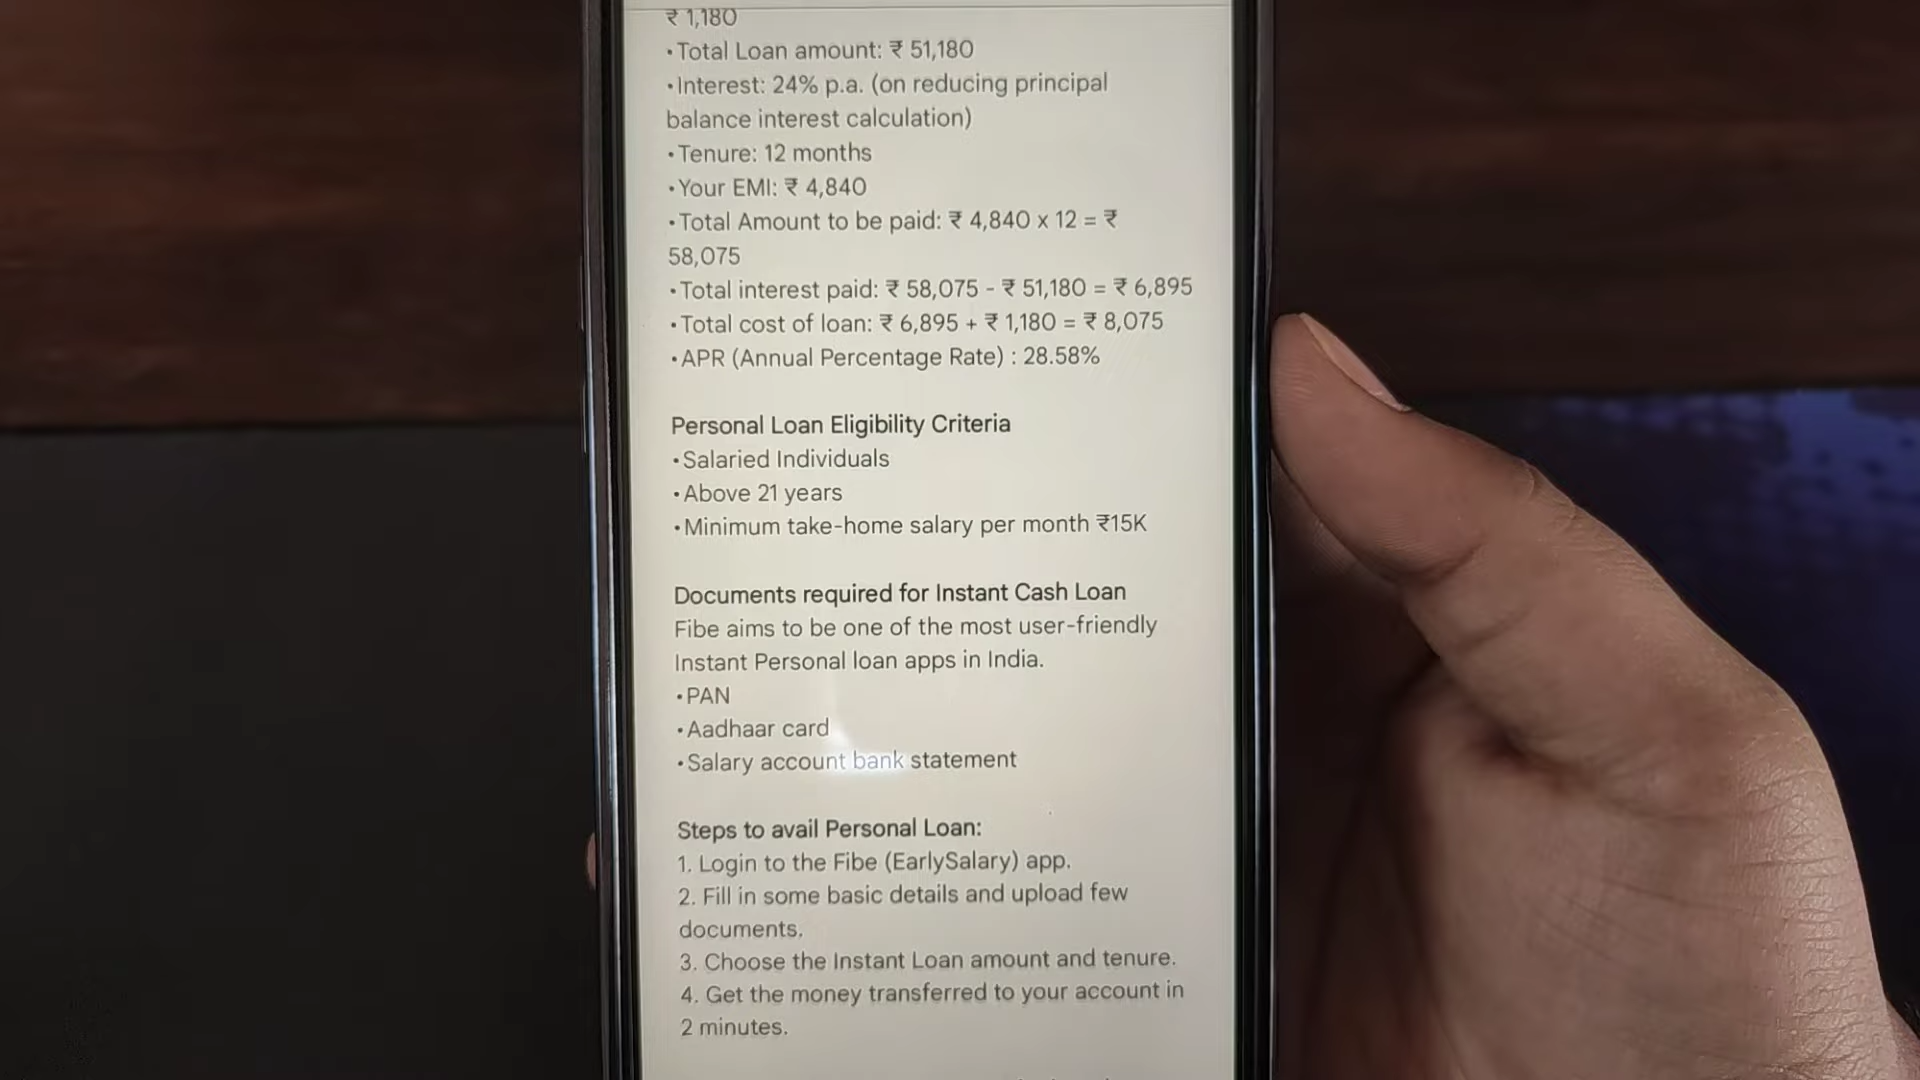 ₹ 1,180
•Total Loan amount: ₹ 51,180
•Interest: 24% p.a. (on reducing principal
balance interest calculation)
•Tenure: 12 months
•Your EMI: ₹ 4,840
•Total Amount to be paid: ₹ 4,840 x 12 = ₹
58,075
•Total interest paid: ₹ 58,075 - ₹ 51,180 = ₹ 6,895
•Total cost of loan: ₹ 6,895 + ₹ 1,180 = ₹ 8,075
•APR (Annual Percentage Rate) : 28.58%
Personal Loan Eligibility Criteria
•Salaried Individuals
•Above 21 years
•Minimum take-home salary per month ₹15K
Documents required for Instant Cash Loan
Fibe aims to be one of the most user-friendly
Instant Personal loan apps in India.
•PAN
•Aadhaar card
•Salary account bank statement
Steps to avail Personal Loan:
1. Login to the Fibe (EarlySalary) app.
2. Fill in some basic details and upload few
documents.
3. Choose the Instant Loan amount and tenure.
4. Get the money transferred to your account in
2 minutes.